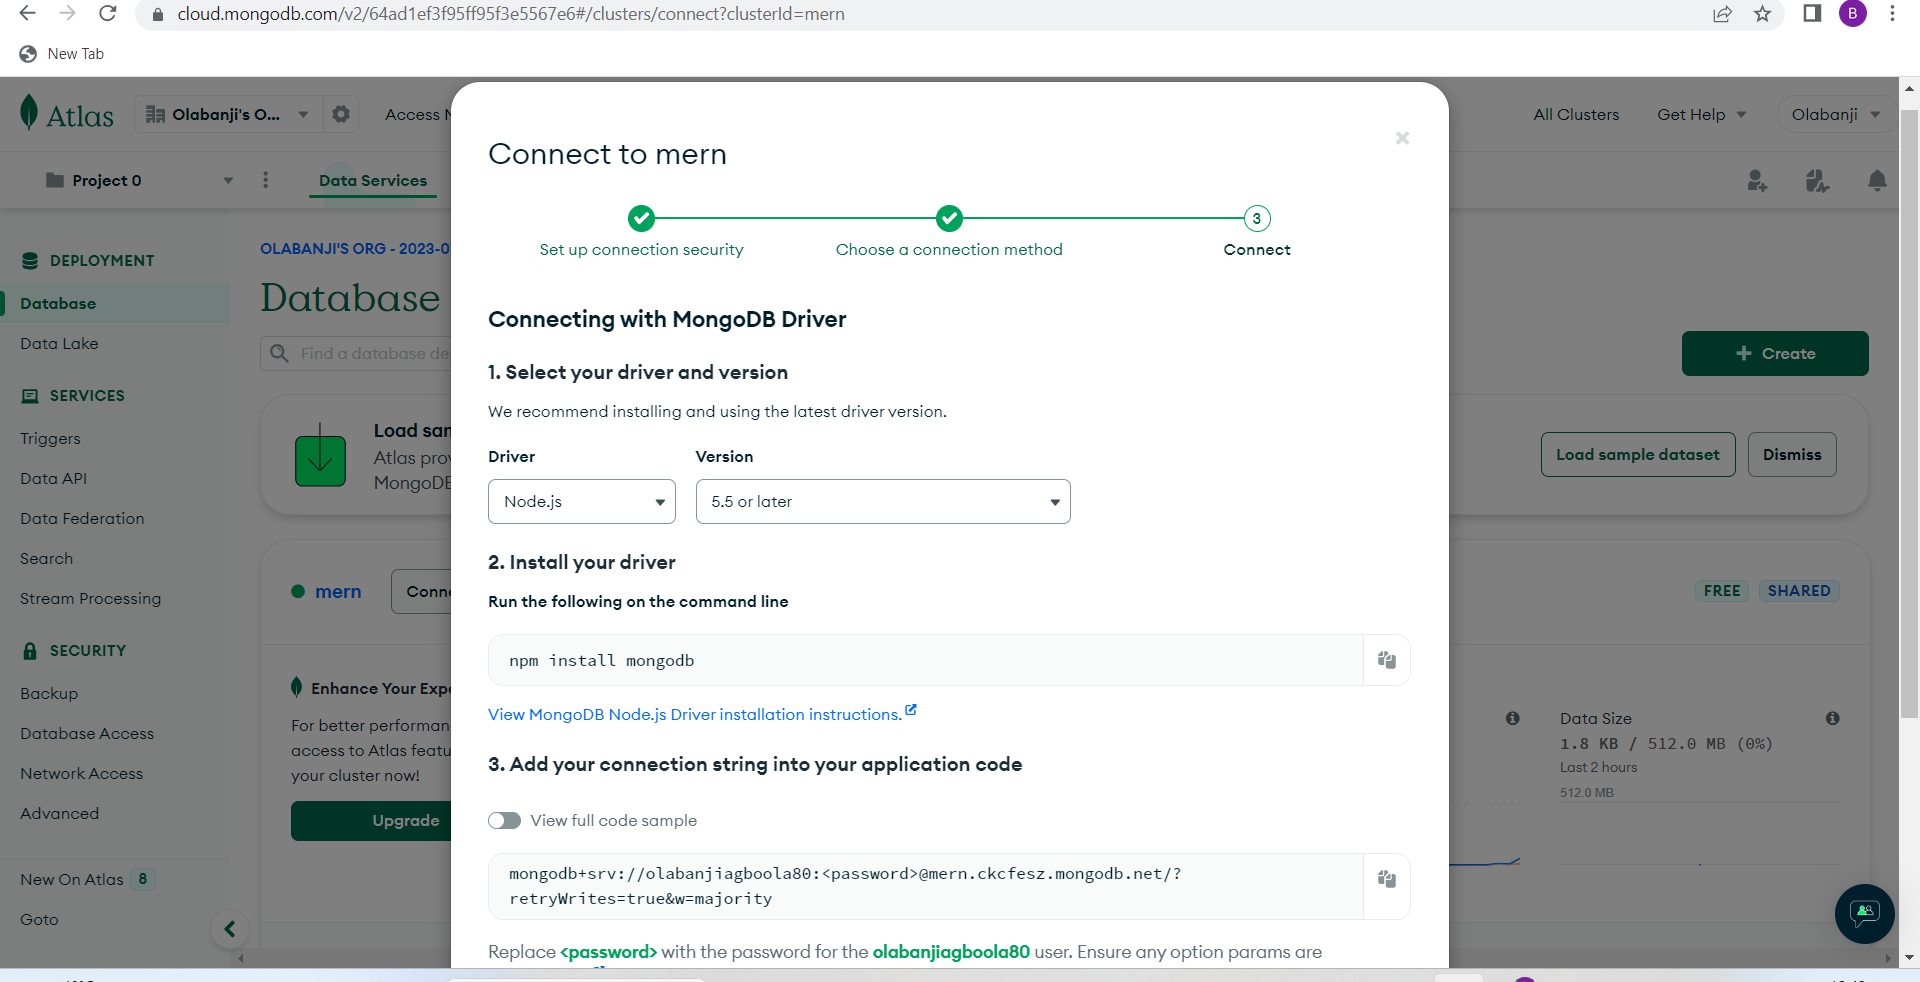 cloud.mongodb.com/v2/64ad1ef3f95ff95f3e5567e6#/clusters/connect?clusterId=mern
B
New Tab
Atlas
Olabanji's O...
Access
All Clusters
Get Help
Olabanji
Project 0
Data Services
Connect to mern
3
Set up connection security
Choose a connection method
Connect
DEPLOYMENT
Database
Data Lake
SERVICES
Triggers
Data API
Data Federation
Search
Stream Processing
SECURITY
Backup
Database Access
Network Access
Advanced
New On Atlas 8
Goto
OLABANJI'S ORG - 2023-0
Database
Find a database de
Create
Load sam
Atlas prov
MongoDB
Load sample dataset
Dismiss
mern
Conne
FREE
SHARED
Enhance Your Expe
For better performan
access to Atlas featu
your cluster now!
Upgrade
Data Size
1.8 KB / 512.0 MB (0%)
Last 2 hours
512.0 MB
Connecting with MongoDB Driver
1. Select your driver and version
We recommend installing and using the latest driver version.
Driver
Version
Node.js
5.5 or later
2. Install your driver
Run the following on the command line
npm install mongodb
View MongoDB Node.js Driver installation instructions.
3. Add your connection string into your application code
View full code sample
mongodb+srv://olabanjiagboola80:<password>@mern.ckcfesz.mongodb.net/?
retryWrites=true&w=majority
Replace <password> with the password for the olabanjiagboola80 user. Ensure any option params are